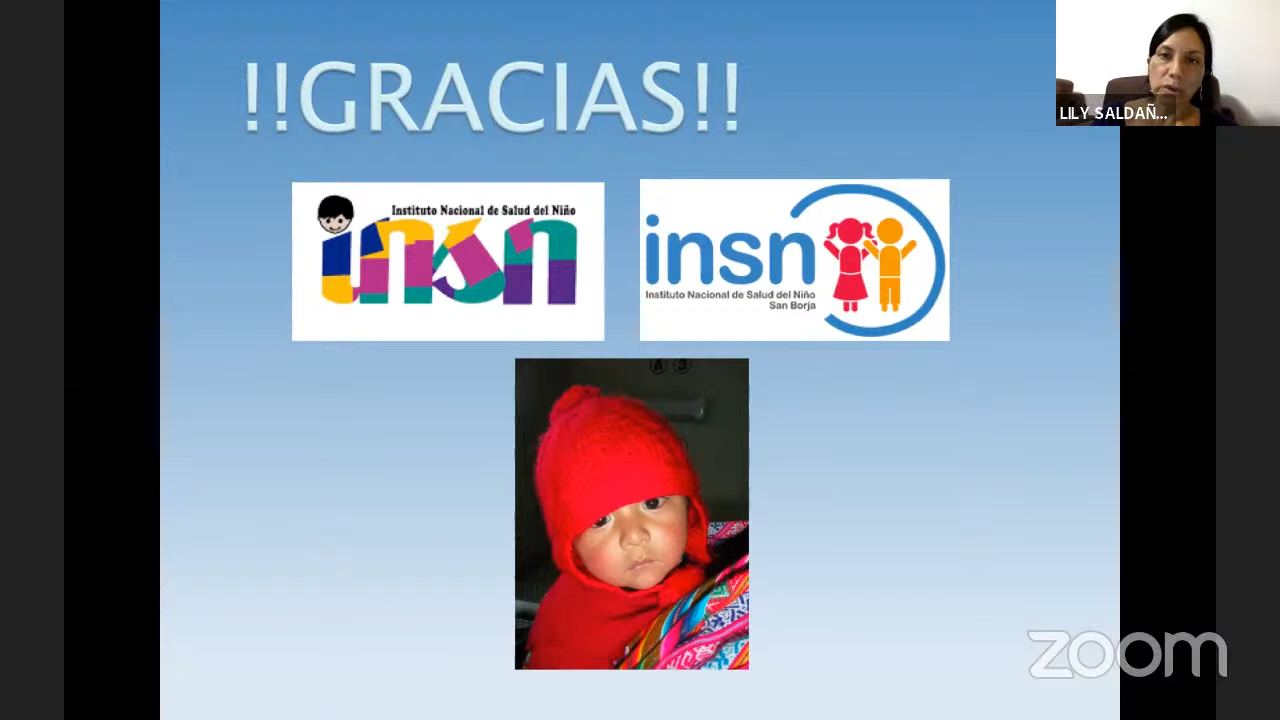 !!GRACIAS!!
LILY SALDAÑ...
Instituto Nacional de Salud del Niño
insn
insn
Instituto Nacional de Salud del Niño
San Borja
A 3
zoom